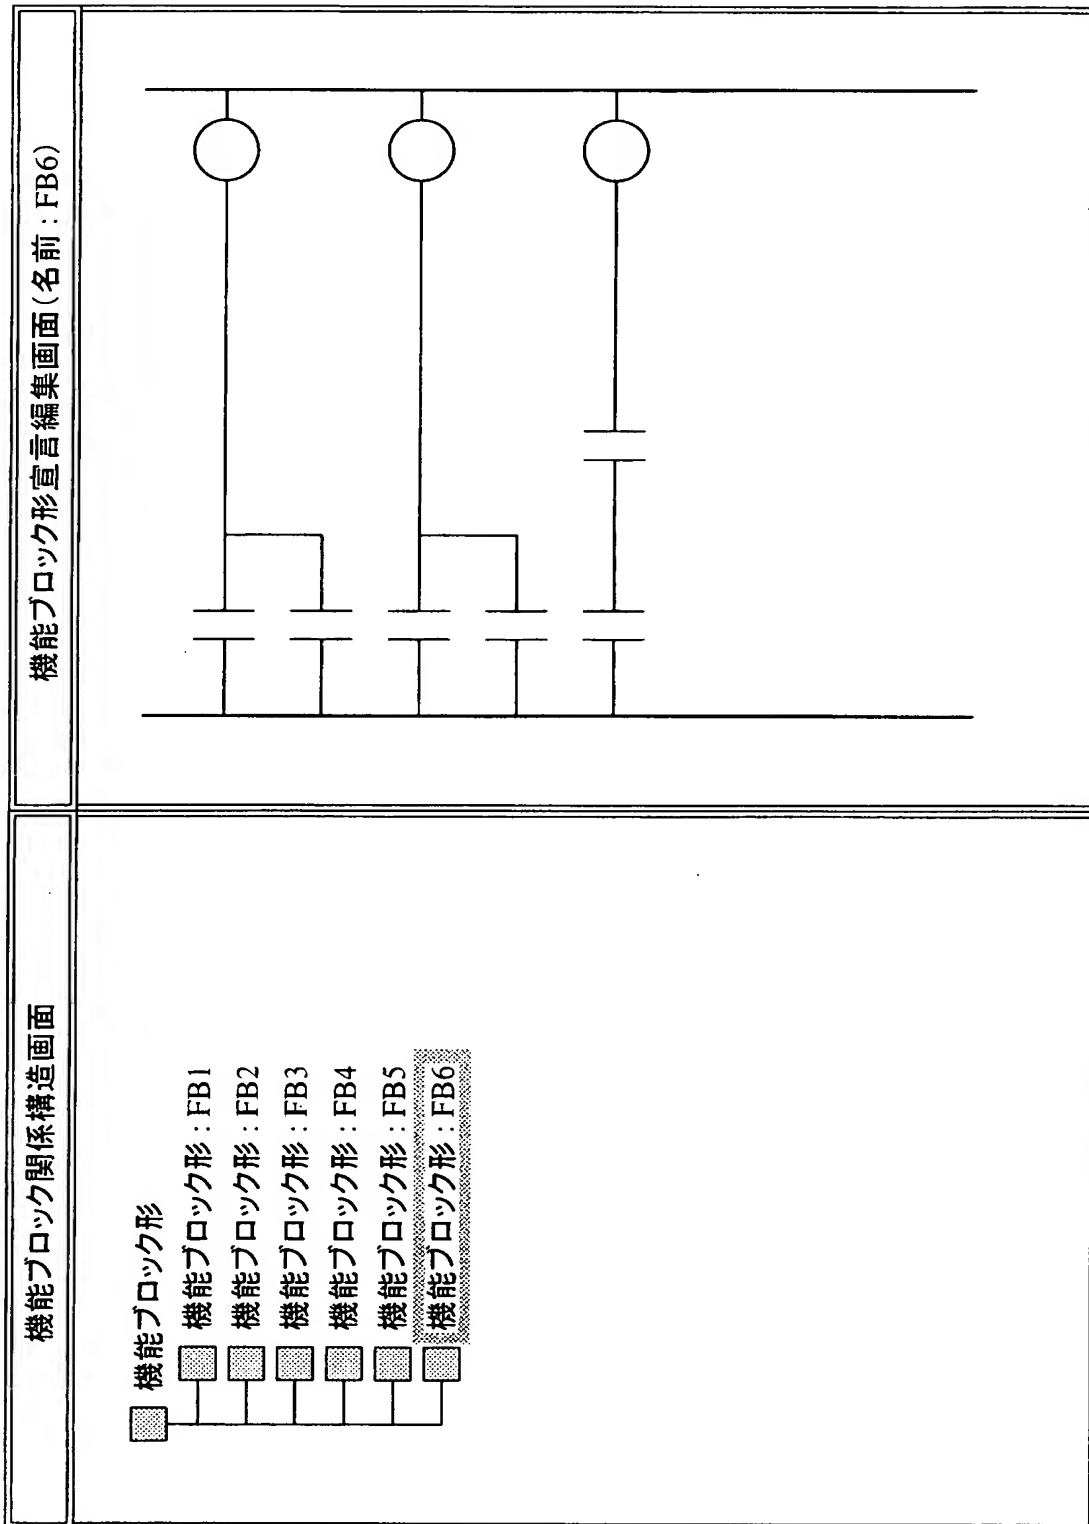 機能ブロック関係構造画面
機能ブロック形
機能ブロック形:FB1
機能ブロック形:FB2
機能ブロック形:FB3
機能ブロック形:FB4
機能ブロック形:FB5
機能ブロック形:FB6
機能ブロック形宣言編集画面(名前:FB6)